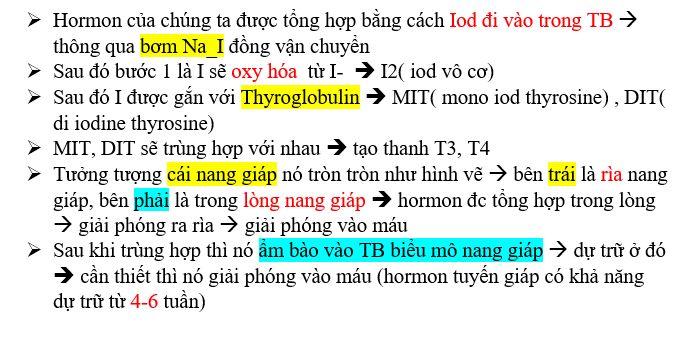 ➢ Hormon của chúng ta được tổng hợp bằng cách Iod đi vào trong TB →
thông qua bơm Na_I đồng vận chuyển
➢ Sau đó bước 1 là I sẽ oxy hóa từ I- ➔ I2( iod vô cơ)
➢ Sau đó I được gắn với Thyroglobulin ➔ MIT( mono iod thyrosine) , DIT(
di iodine thyrosine)
➢ MIT, DIT sẽ trùng hợp với nhau ➔ tạo thanh T3, T4
➢ Tưởng tượng cái nang giáp nó tròn tròn như hình vẽ → bên trái là rìa nang
giáp, bên phải là trong lòng nang giáp ➔ hormon đc tổng hợp trong lòng
→ giải phóng ra rìa → giải phóng vào máu
➢ Sau khi trùng hợp thì nó ẩm bào vào TB biểu mô nang giáp → dự trữ ở đó
➔ cần thiết thì nó giải phóng vào máu (hormon tuyến giáp có khả năng
dự trữ từ 4-6 tuần)